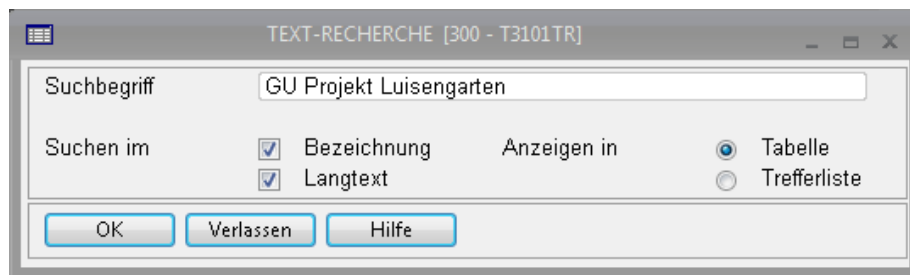 TEXT-RECHERCHE [300 - T3101TR]
Suchbegriff GU Projekt Luisengarten
Suchen im Bezeichnung Anzeigen in Tabelle
Langtext Trefferliste
OK Verlassen Hilfe